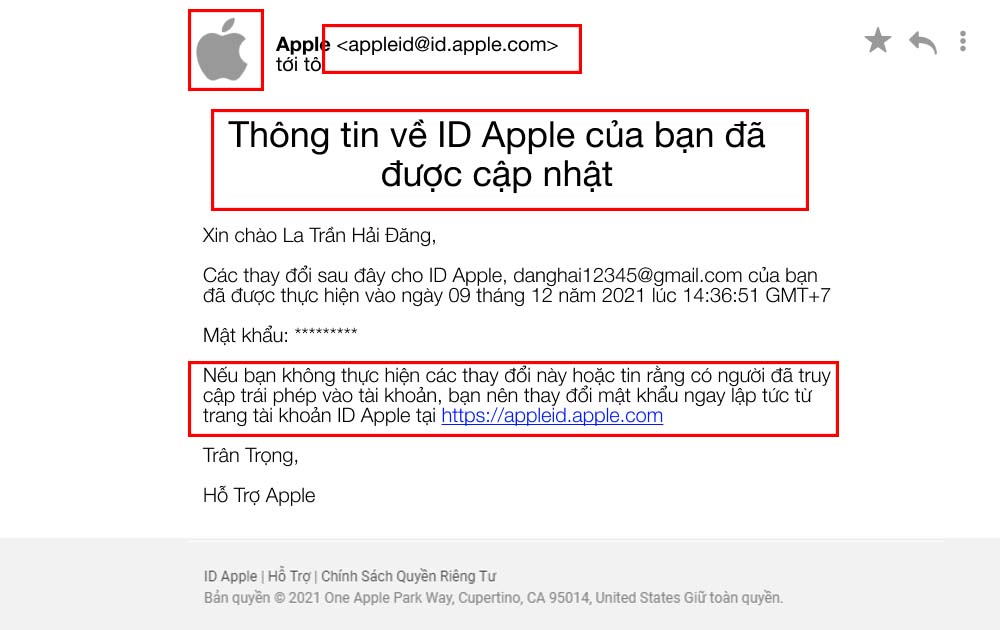 Apple <appleid@id.apple.com>
tới tô
Thông tin về ID Apple của bạn đã
được cập nhật
Xin chào La Trần Hải Đăng,
Các thay đổi sau đây cho ID Apple, danghai12345@gmail.com của bạn
đã được thực hiện vào ngày 09 tháng 12 năm 2021 lúc 14:36:51 GMT+7
Mật khẩu: *********
Nếu bạn không thực hiện các thay đổi này hoặc tin rằng có người đã truy
cập trái phép vào tài khoản, bạn nên thay đổi mật khẩu ngay lập tức từ
trang tài khoản ID Apple tại https://appleid.apple.com
Trân Trọng,
Hỗ Trợ Apple
ID Apple | Hỗ Trợ | Chính Sách Quyền Riêng Tư
Bản quyền © 2021 One Apple Park Way, Cupertino, CA 95014, United States Giữ toàn quyền.